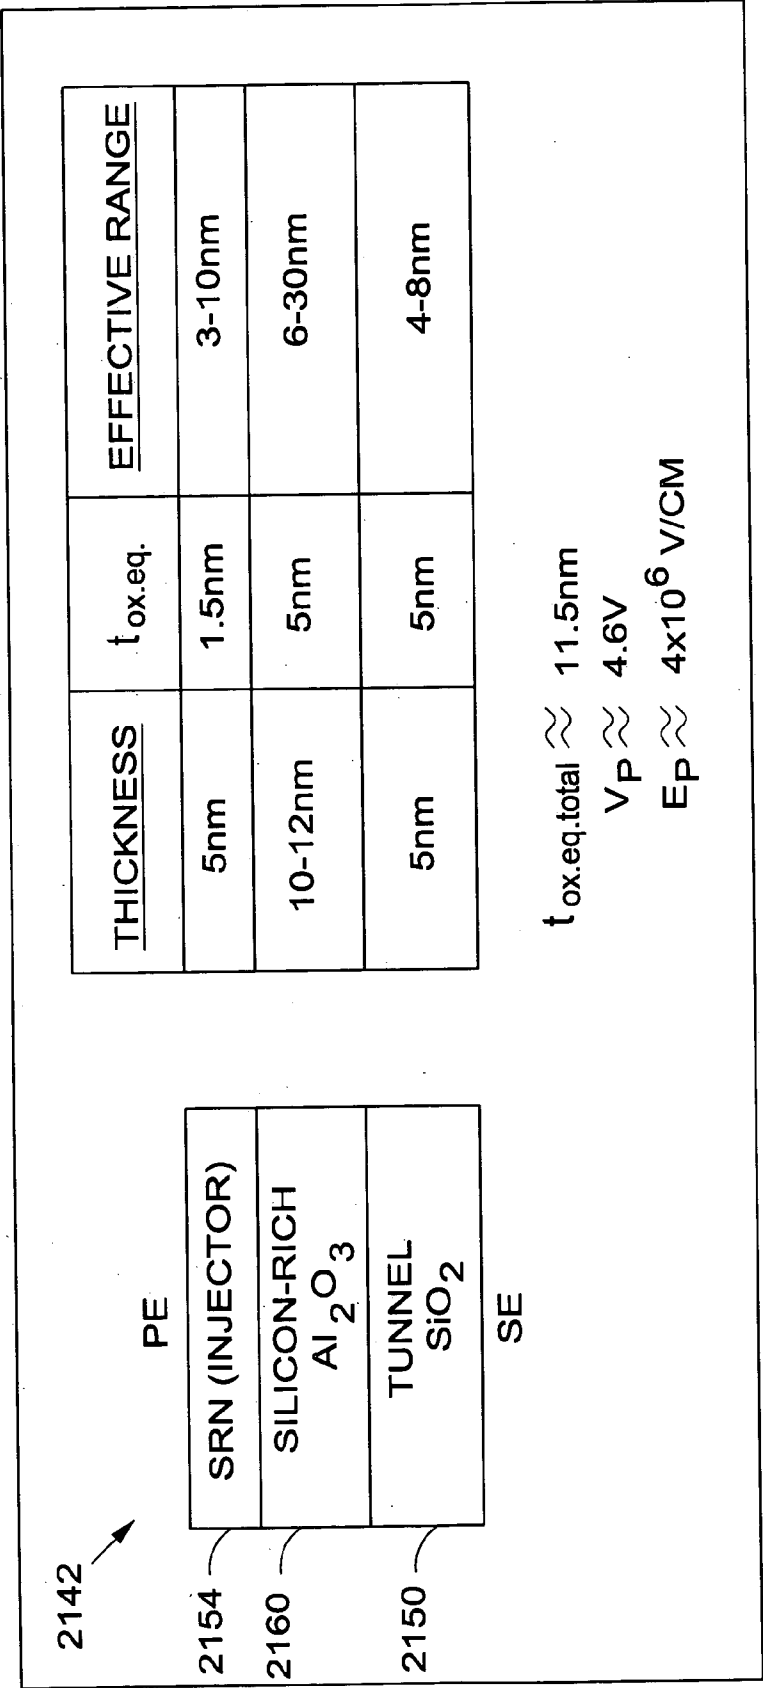 2142
PE
2154
SRN (INJECTOR)
2160
SILICON-RICH
Al2O3
2150
TUNNEL
SiO2
SE
THICKNESS tox.eq. EFFECTIVE RANGE
5nm 1.5nm 3-10nm
10-12nm 5nm 6-30nm
5nm 5nm 4-8nm
tox.eq.total ≈ 11.5nm
VP ≈ 4.6V
EP ≈ 4x10⁶ V/CM